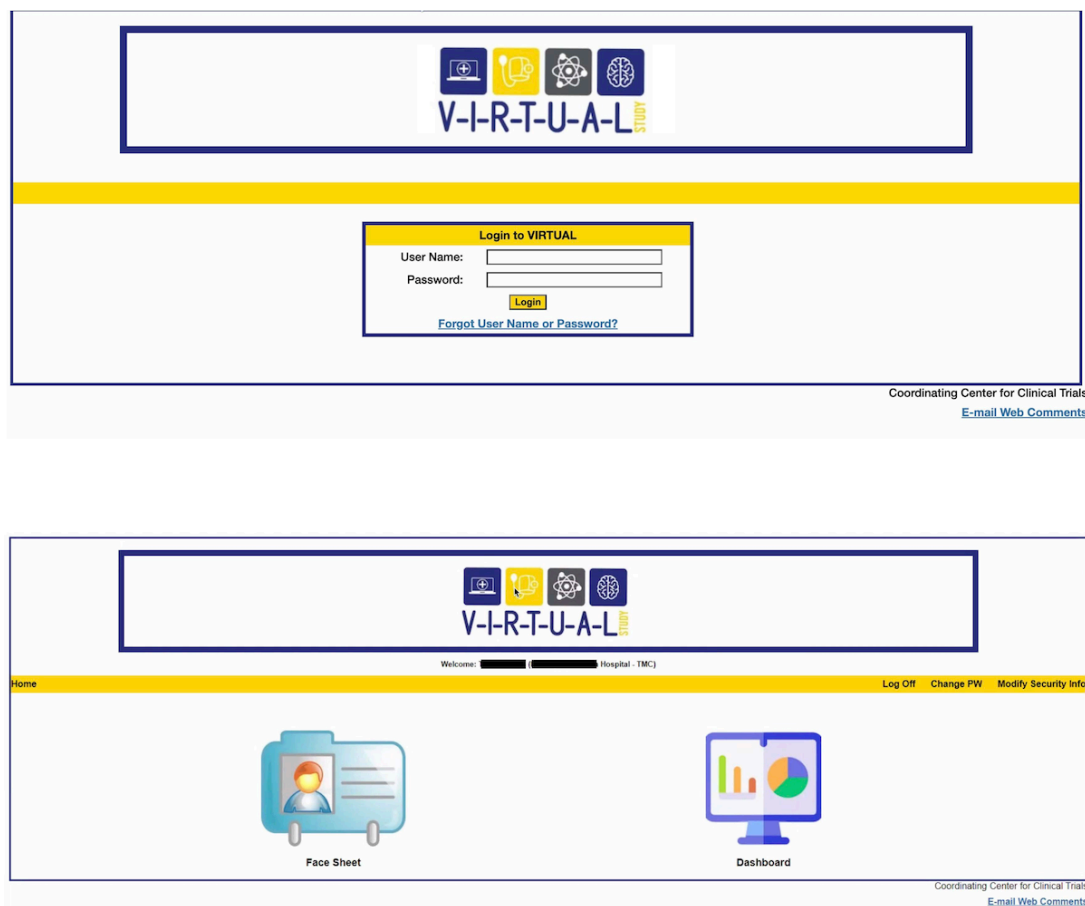 V-I-R-T-U-A-L STUDY
Login to VIRTUAL
User Name:
Password:
Login
Forgot User Name or Password?
Coordinating Center for Clinical Trials
E-mail Web Comments
V-I-R-T-U-A-L STUDY
Welcome: ( Hospital - TMC)
Home Log Off Change PW Modify Security Info
Face Sheet Dashboard
Coordinating Center for Clinical Trials
E-mail Web Comments